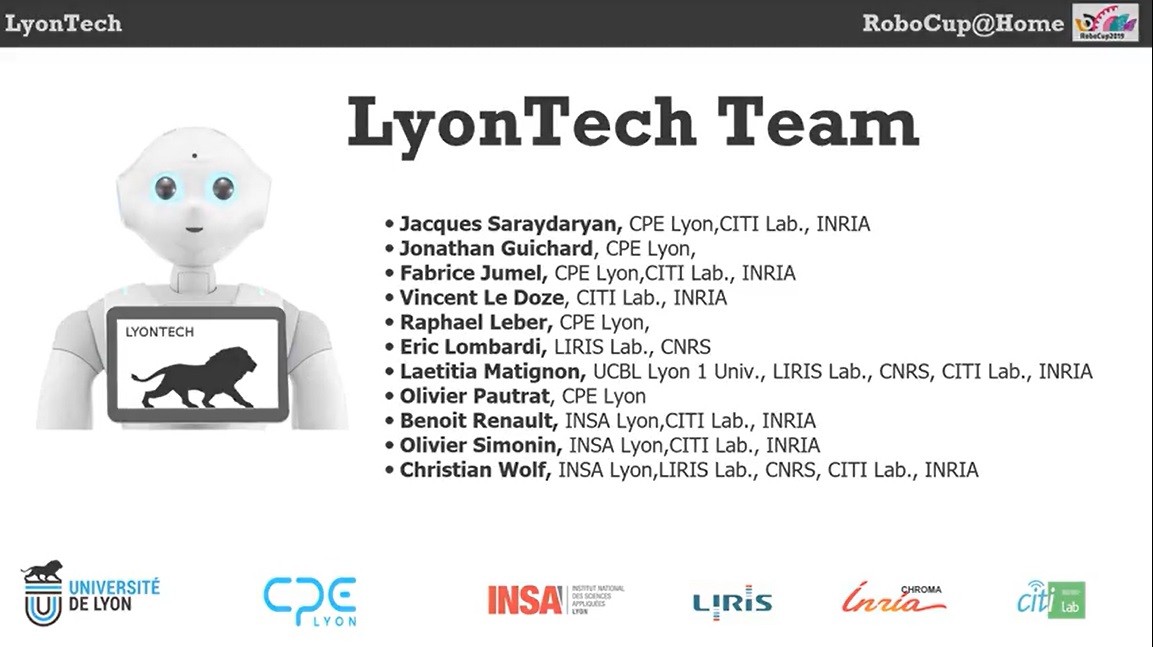 LyonTech
RoboCup@Home
RoboCup2019
LyonTech Team
LYONTECH
• Jacques Saraydaryan, CPE Lyon,CITI Lab., INRIA
• Jonathan Guichard, CPE Lyon,
• Fabrice Jumel, CPE Lyon,CITI Lab., INRIA
• Vincent Le Doze, CITI Lab., INRIA
• Raphael Leber, CPE Lyon,
• Eric Lombardi, LIRIS Lab., CNRS
• Laetitia Matignon, UCBL Lyon 1 Univ., LIRIS Lab., CNRS, CITI Lab., INRIA
• Olivier Pautrat, CPE Lyon
• Benoit Renault, INSA Lyon,CITI Lab., INRIA
• Olivier Simonin, INSA Lyon,CITI Lab., INRIA
• Christian Wolf, INSA Lyon,LIRIS Lab., CNRS, CITI Lab., INRIA
UNIVERSITÉ
DE LYON
CPE
LYON
INSA
INSTITUT NATIONAL
DES SCIENCES
APPLIQUÉES
LYON
LIRIS
CHROMA
Inria
citi
Lab